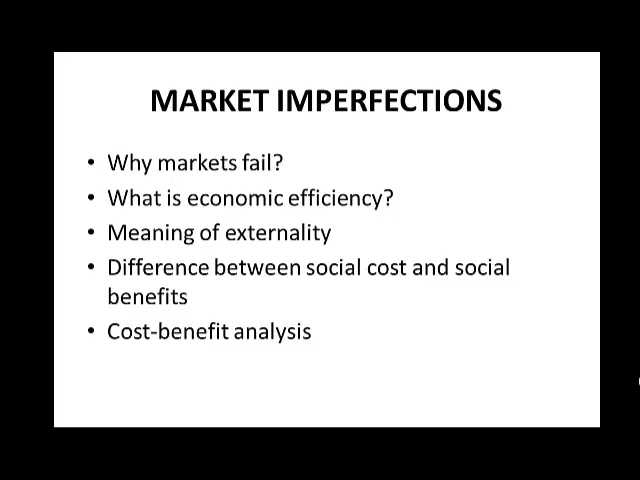 MARKET IMPERFECTIONS
• Why markets fail?
• What is economic efficiency?
• Meaning of externality
• Difference between social cost and social
benefits
• Cost-benefit analysis